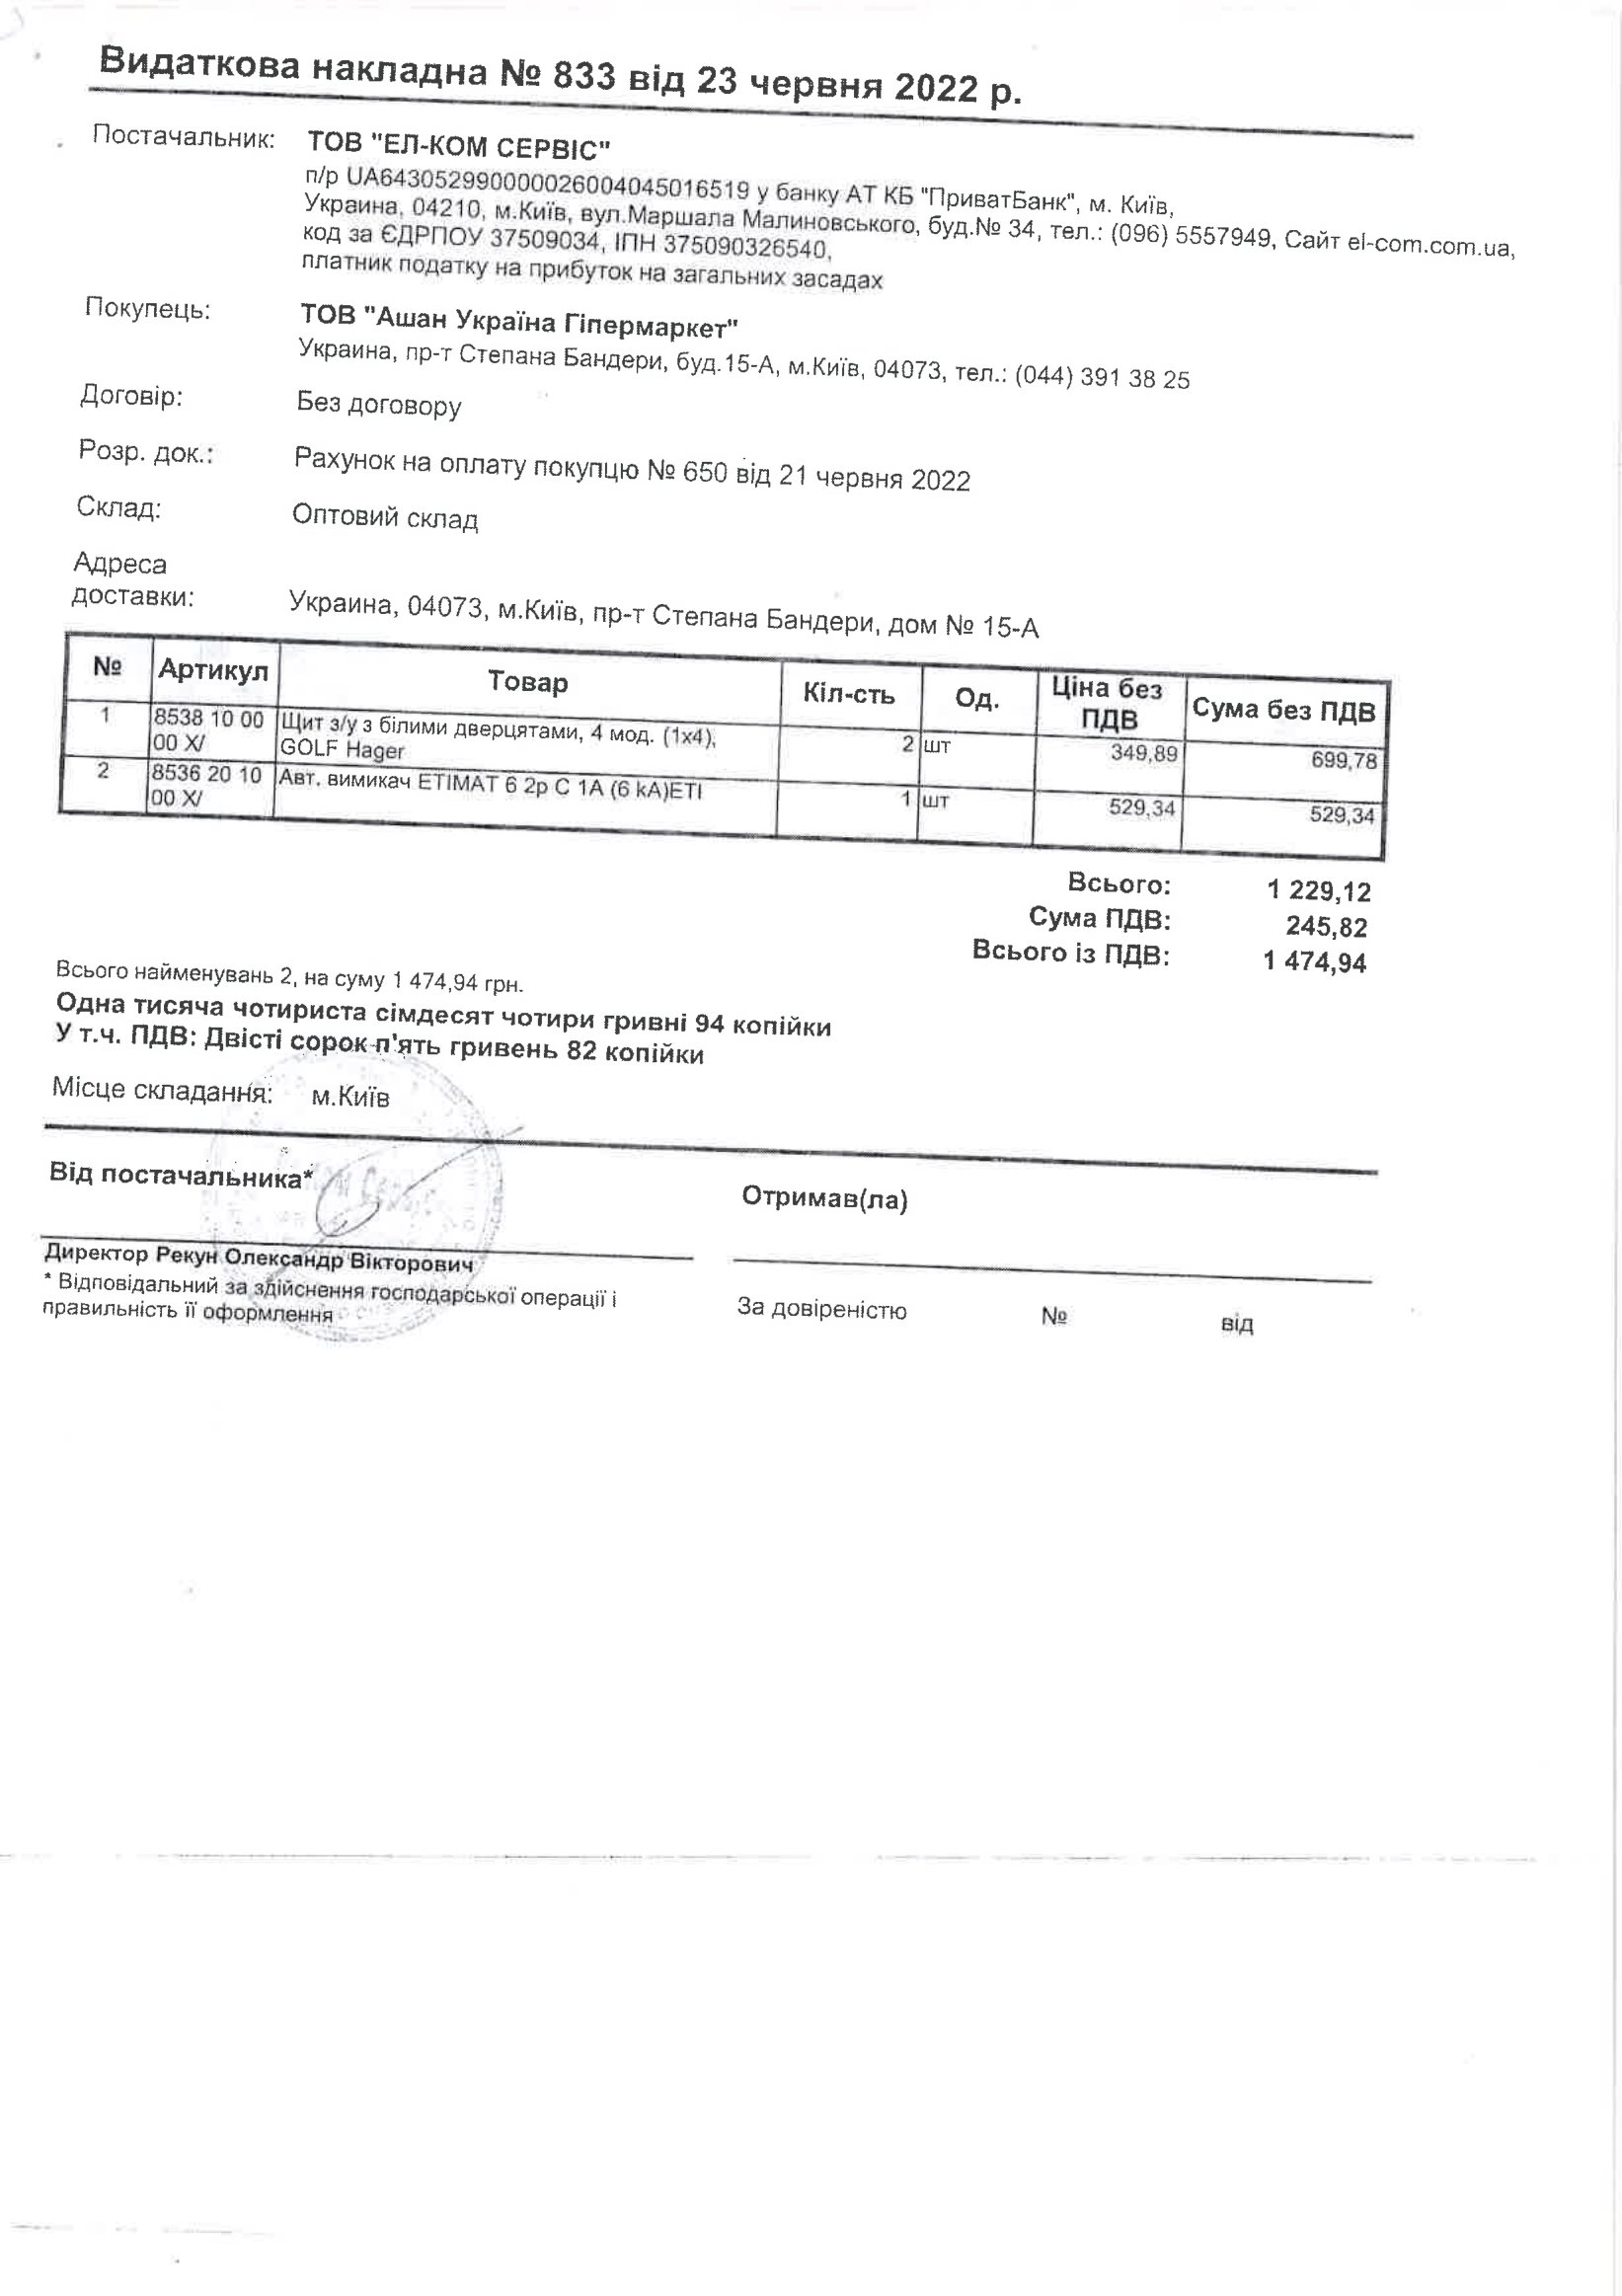 Видаткова накладна № 833 від 23 червня 2022 р.
Постачальник: ТОВ "ЕЛ-КОМ СЕРВІС"
п/р UA643052990000026004045016519 у банку АТ КБ "ПриватБанк", м. Київ,
Украина, 04210, м.Київ, вул.Маршала Малиновського, буд.№ 34, тел.: (096) 5557949, Сайт el-com.com.ua,
код за ЄДРПОУ 37509034, ІПН 375090326540,
платник податку на прибуток на загальних засадах
Покупець: ТОВ "Ашан Україна Гіпермаркет"
Украина, пр-т Степана Бандери, буд.15-А, м.Київ, 04073, тел.: (044) 391 38 25
Договір: Без договору
Розр. док.: Рахунок на оплату покупцю № 650 від 21 червня 2022
Склад: Оптовий склад
Адреса
доставки: Украина, 04073, м.Київ, пр-т Степана Бандери, дом № 15-А
№ Артикул Товар Кіл-сть Од. Ціна без ПДВ Сума без ПДВ
1 8538 10 00 Щит з/у з білими дверцятами, 4 мод. (1х4), 2 шт 349,89 699,78
00 Х/ GOLF Hager
2 8536 20 10 Авт. вимикач ETIMAT 6 2p C 1A (6 kA)ETI 1 шт 529,34 529,34
00 Х/
Всього: 1 229,12
Сума ПДВ: 245,82
Всього із ПДВ: 1 474,94
Всього найменувань 2, на суму 1 474,94 грн.
Одна тисяча чотириста сімдесят чотири гривні 94 копійки
У т.ч. ПДВ: Двісті сорок п'ять гривень 82 копійки
Місце складання: м.Київ
Від постачальника* Отримав(ла)
Директор Рекун Олександр Вікторович
* Відповідальний за здійснення господарської операції і
правильність її оформлення
За довіреністю № від